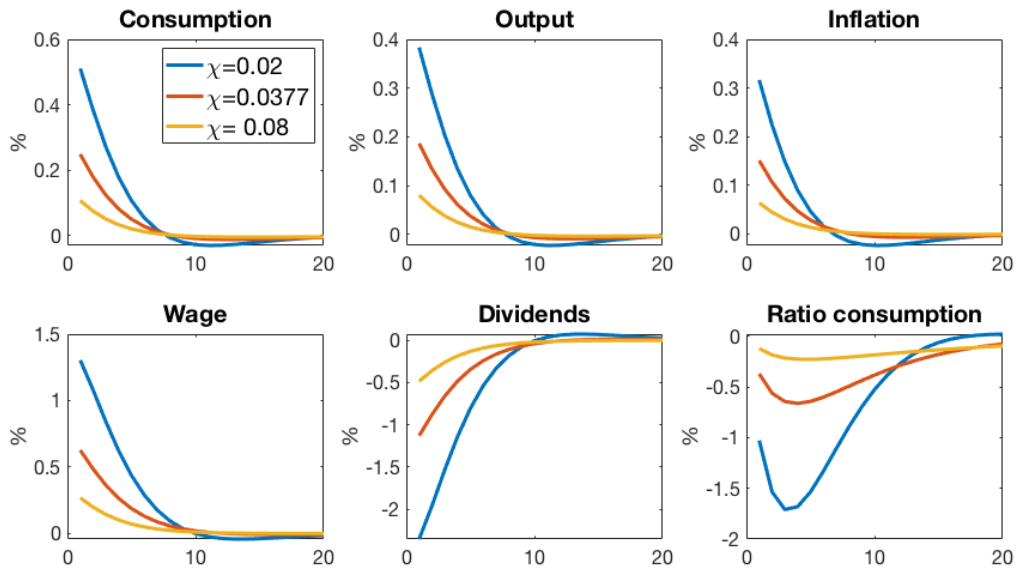 Consumption
0.6
0.4
0.2
0
%
0 10 20
χ=0.02
χ=0.0377
χ= 0.08
Output
0.4
0.3
0.2
0.1
0
%
0 10 20
Inflation
0.4
0.3
0.2
0.1
0
%
0 10 20
Wage
1.5
1
0.5
0
%
0 10 20
Dividends
0
-0.5
-1
-1.5
-2
%
0 10 20
Ratio consumption
0
-0.5
-1
-1.5
-2
%
0 10 20